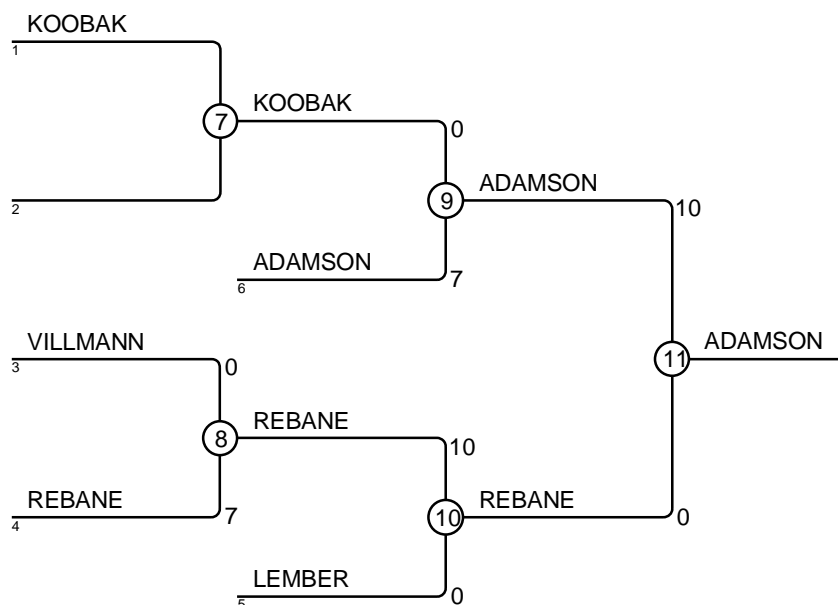 KOOBAK
1
KOOBAK
7
0
2
ADAMSON
9
10
ADAMSON
7
6
VILLMANN
3
0
ADAMSON
11
REBANE
8
10
REBANE
4
7
REBANE
10
0
LEMBER
5
0